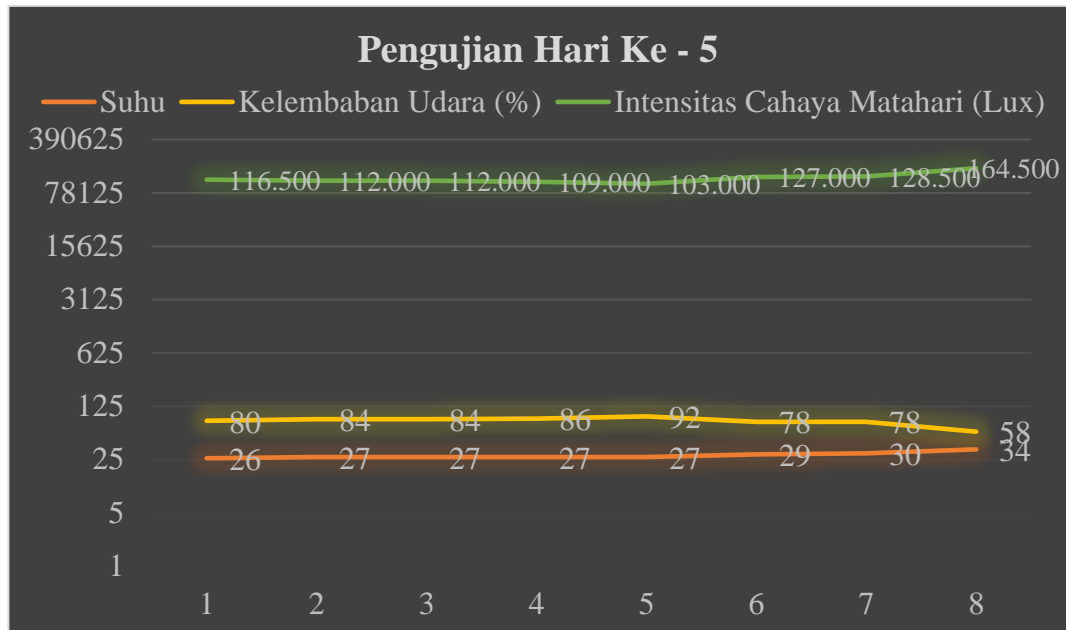 Pengujian Hari Ke - 5
Suhu Kelembaban Udara (%) Intensitas Cahaya Matahari (Lux)
390625
116.500 112.000 112.000 109.000 103.000 127.000 128.500 164.500
78125
15625
3125
625
125
80 84 84 86 92 78 78 58
26 27 27 27 27 29 30 34
25
5
1
1 2 3 4 5 6 7 8